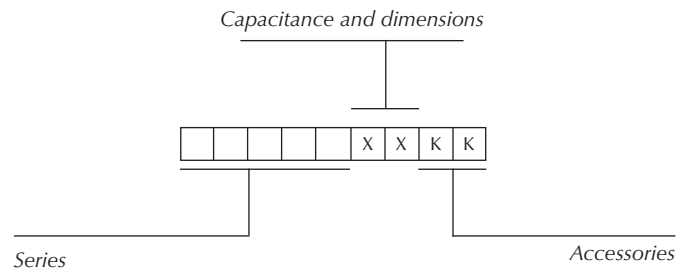 Capacitance and dimensions
X X K K
Series
Accessories